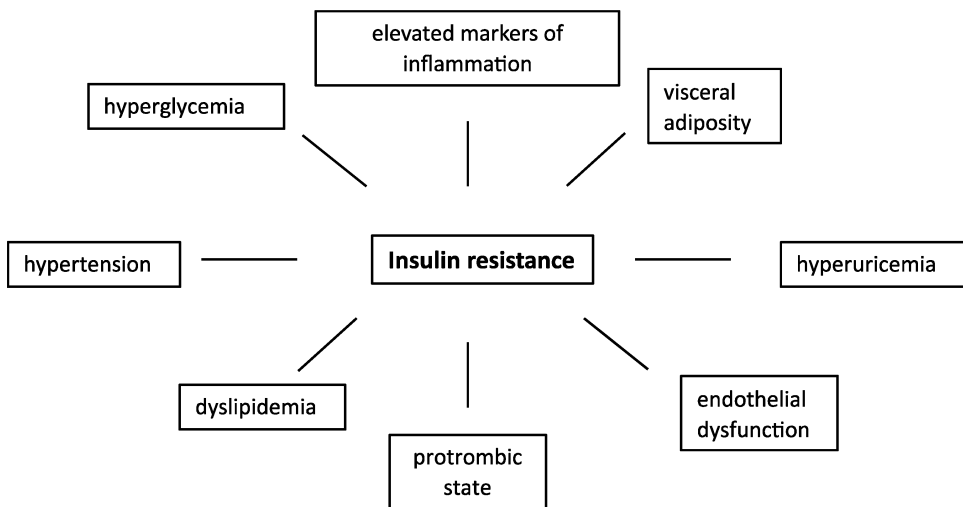 elevated markers of
inflammation
hyperglycemia
visceral
adiposity
hypertension
Insulin resistance
hyperuricemia
dyslipidemia
endothelial
dysfunction
protrombic
state